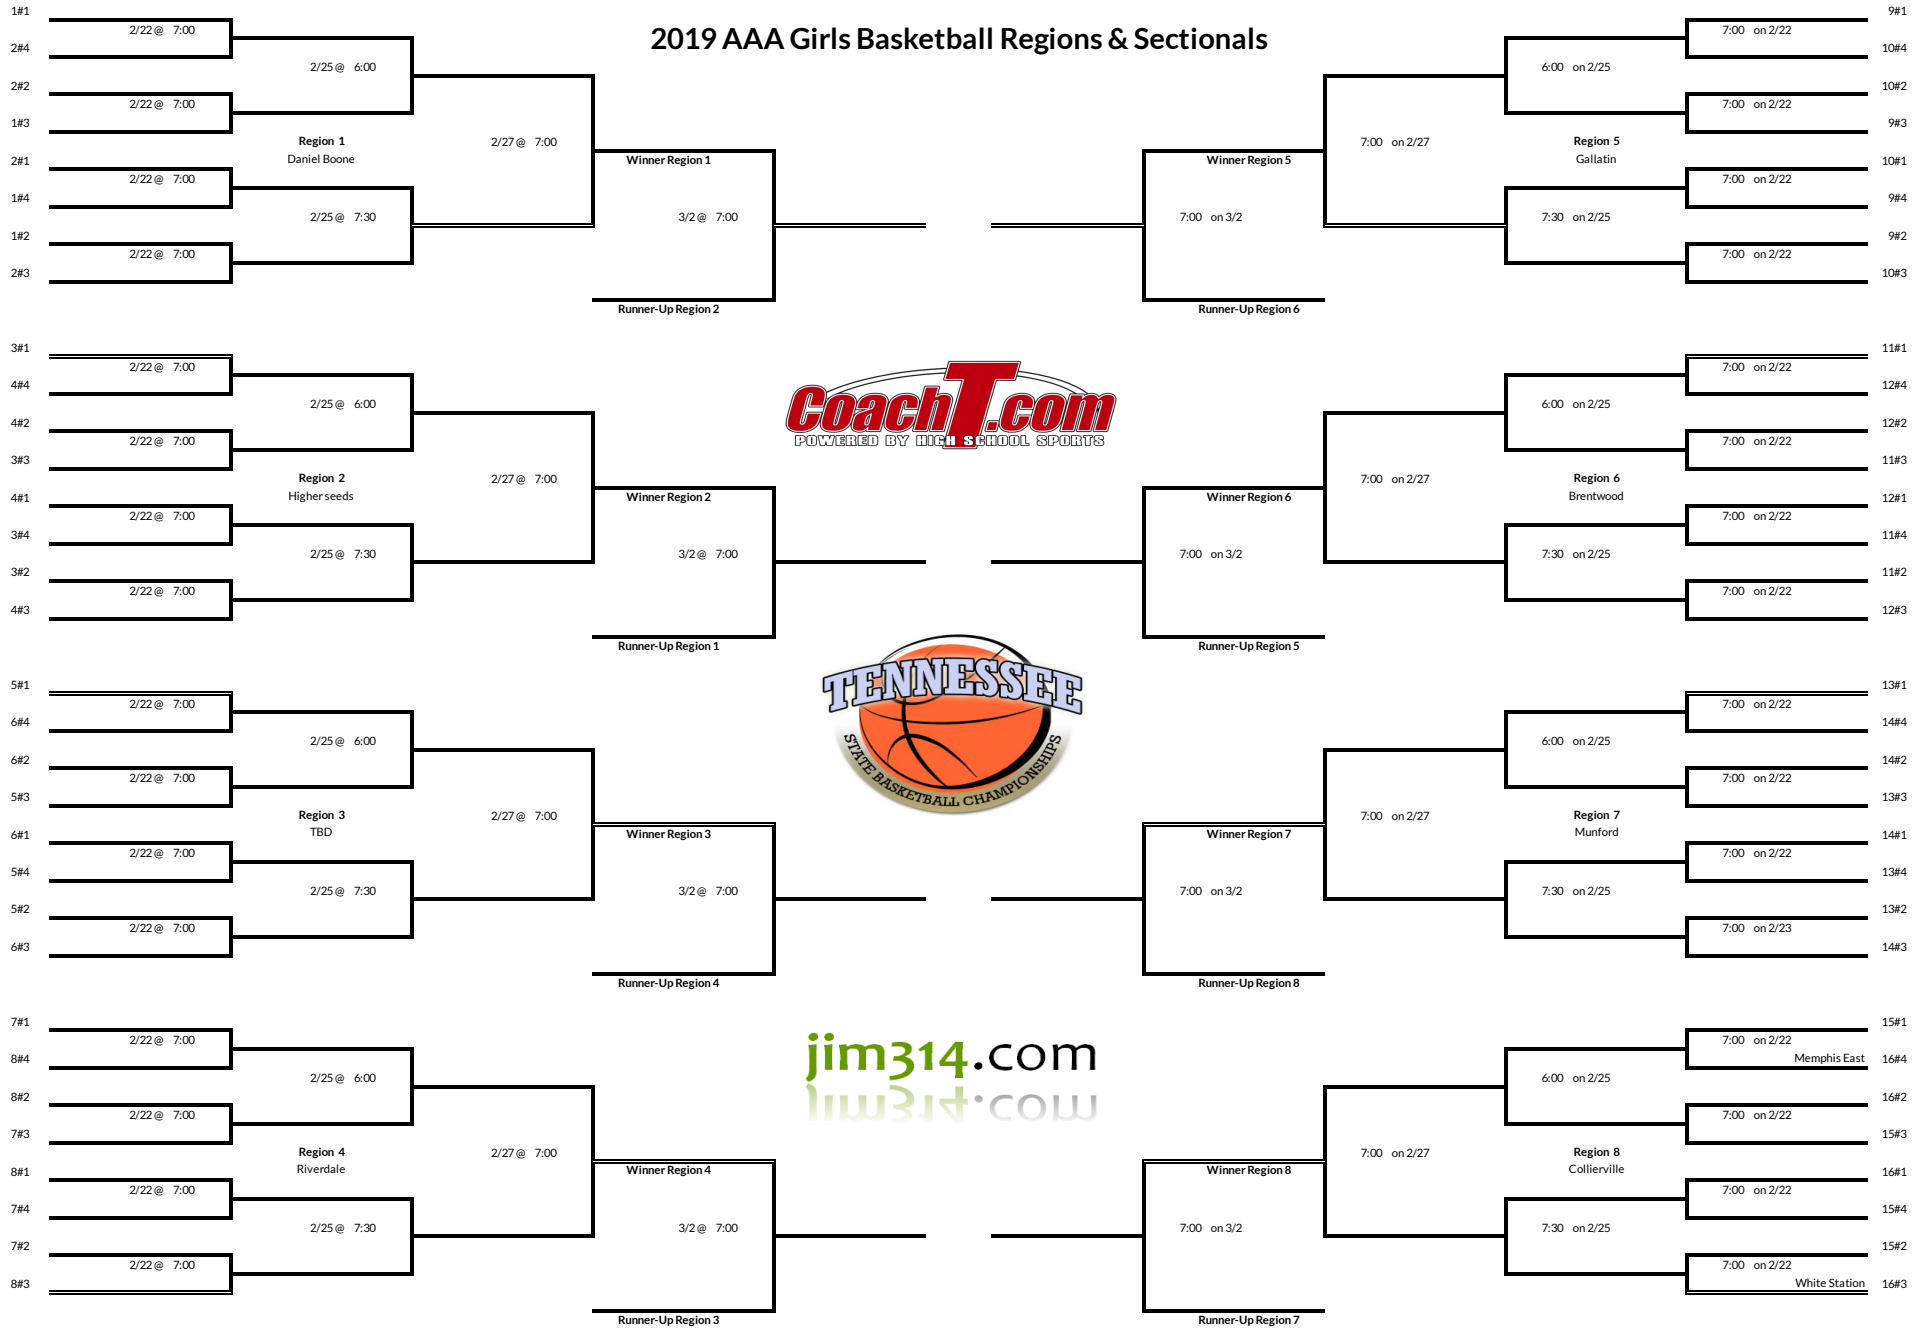 2019 AAA Girls Basketball Regions & Sectionals
1#1
2/22 @ 7:00
2#4
2/25 @ 6:00
2#2
2/22 @ 7:00
1#3
Region 1
Daniel Boone
2/27 @ 7:00
2#1
2/22 @ 7:00
1#4
2/25 @ 7:30
1#2
2/22 @ 7:00
2#3
Winner Region 1
3/2 @ 7:00
Runner-Up Region 2
3#1
2/22 @ 7:00
4#4
2/25 @ 6:00
4#2
2/22 @ 7:00
3#3
Region 2
Higher seeds
2/27 @ 7:00
4#1
2/22 @ 7:00
3#4
2/25 @ 7:30
3#2
2/22 @ 7:00
4#3
Winner Region 2
3/2 @ 7:00
Runner-Up Region 1
5#1
2/22 @ 7:00
6#4
2/25 @ 6:00
6#2
2/22 @ 7:00
5#3
Region 3
TBD
2/27 @ 7:00
6#1
2/22 @ 7:00
5#4
2/25 @ 7:30
5#2
2/22 @ 7:00
6#3
Winner Region 3
3/2 @ 7:00
Runner-Up Region 4
7#1
2/22 @ 7:00
8#4
2/25 @ 6:00
8#2
2/22 @ 7:00
7#3
Region 4
Riverdale
2/27 @ 7:00
8#1
2/22 @ 7:00
7#4
2/25 @ 7:30
7#2
2/22 @ 7:00
8#3
Winner Region 4
3/2 @ 7:00
Runner-Up Region 3
CoachT.com
POWERED BY HIGH SCHOOL SPORTS
TENNESSEE
STATE BASKETBALL CHAMPIONSHIPS
jim314.com
9#1
7:00 on 2/22
10#4
6:00 on 2/25
10#2
7:00 on 2/22
9#3
Region 5
Gallatin
7:00 on 2/27
10#1
7:00 on 2/22
9#4
7:30 on 2/25
9#2
7:00 on 2/22
10#3
Winner Region 5
7:00 on 3/2
Runner-Up Region 6
11#1
7:00 on 2/22
12#4
6:00 on 2/25
12#2
7:00 on 2/22
11#3
Region 6
Brentwood
7:00 on 2/27
12#1
7:00 on 2/22
11#4
7:30 on 2/25
11#2
7:00 on 2/22
12#3
Winner Region 6
7:00 on 3/2
Runner-Up Region 5
13#1
7:00 on 2/22
14#4
6:00 on 2/25
14#2
7:00 on 2/22
13#3
Region 7
Munford
7:00 on 2/27
14#1
7:00 on 2/22
13#4
7:30 on 2/25
13#2
7:00 on 2/23
14#3
Winner Region 7
7:00 on 3/2
Runner-Up Region 8
15#1
7:00 on 2/22
Memphis East 16#4
6:00 on 2/25
16#2
7:00 on 2/22
15#3
Region 8
Collierville
7:00 on 2/27
16#1
7:00 on 2/22
15#4
7:30 on 2/25
15#2
7:00 on 2/22
White Station 16#3
Winner Region 8
7:00 on 3/2
Runner-Up Region 7